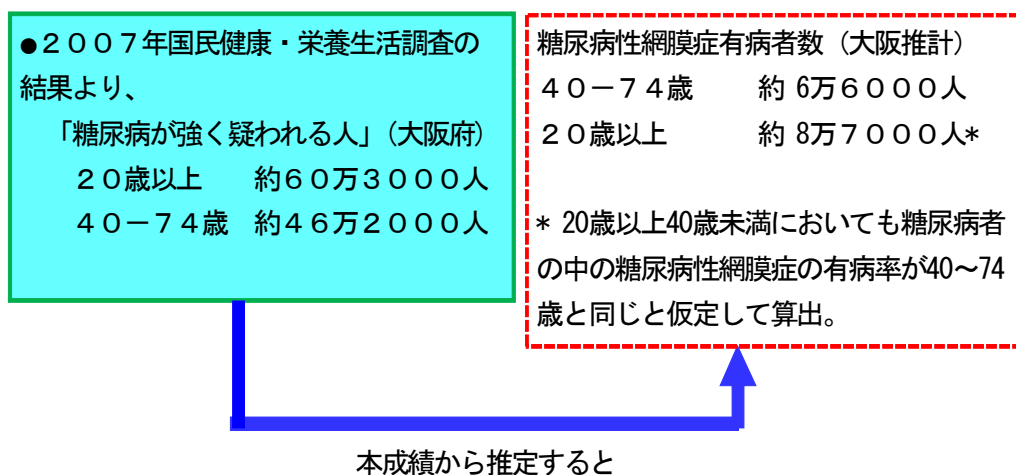 ●２００７年国民健康・栄養生活調査の
結果より、
「糖尿病が強く疑われる人」（大阪府）
２０歳以上　　約６０万３０００人
４０－７４歳　約４６万２０００人
糖尿病性網膜症有病者数（大阪推計）
４０－７４歳　　約 6万６０００人
２０歳以上　　　約 8万７０００人*
* 20歳以上40歳未満においても糖尿病者
の中の糖尿病性網膜症の有病率が40～74
歳と同じと仮定して算出。
本成績から推定すると